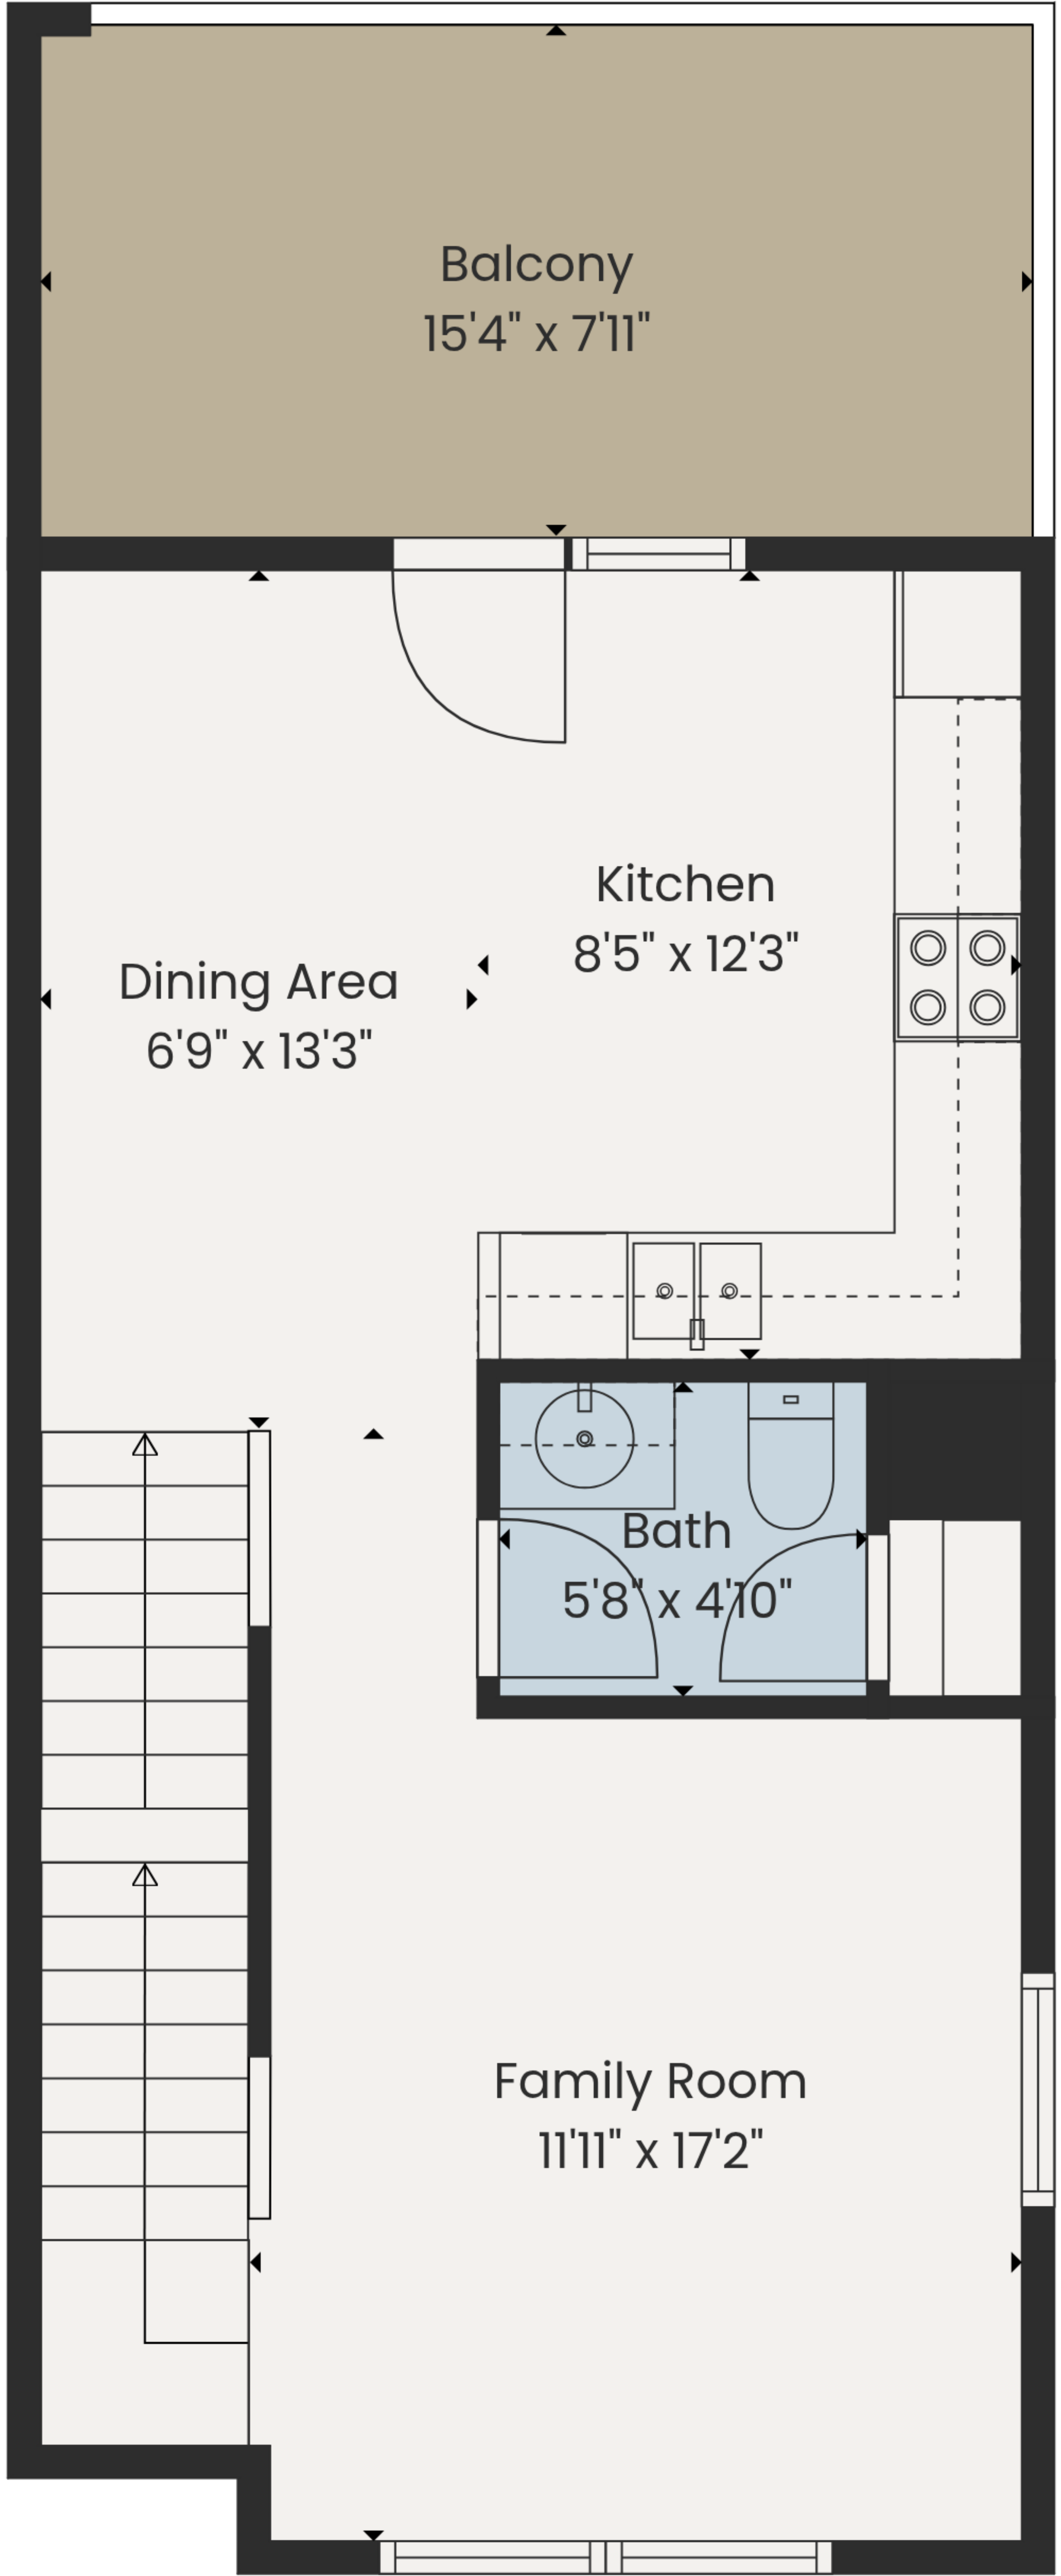 Balcony
15'4" x 7'11"
Kitchen
8'5" x 12'3"
Dining Area
6'9" x 13'3"
Bath
5'8" x 4'10"
Family Room
11'11" x 17'2"